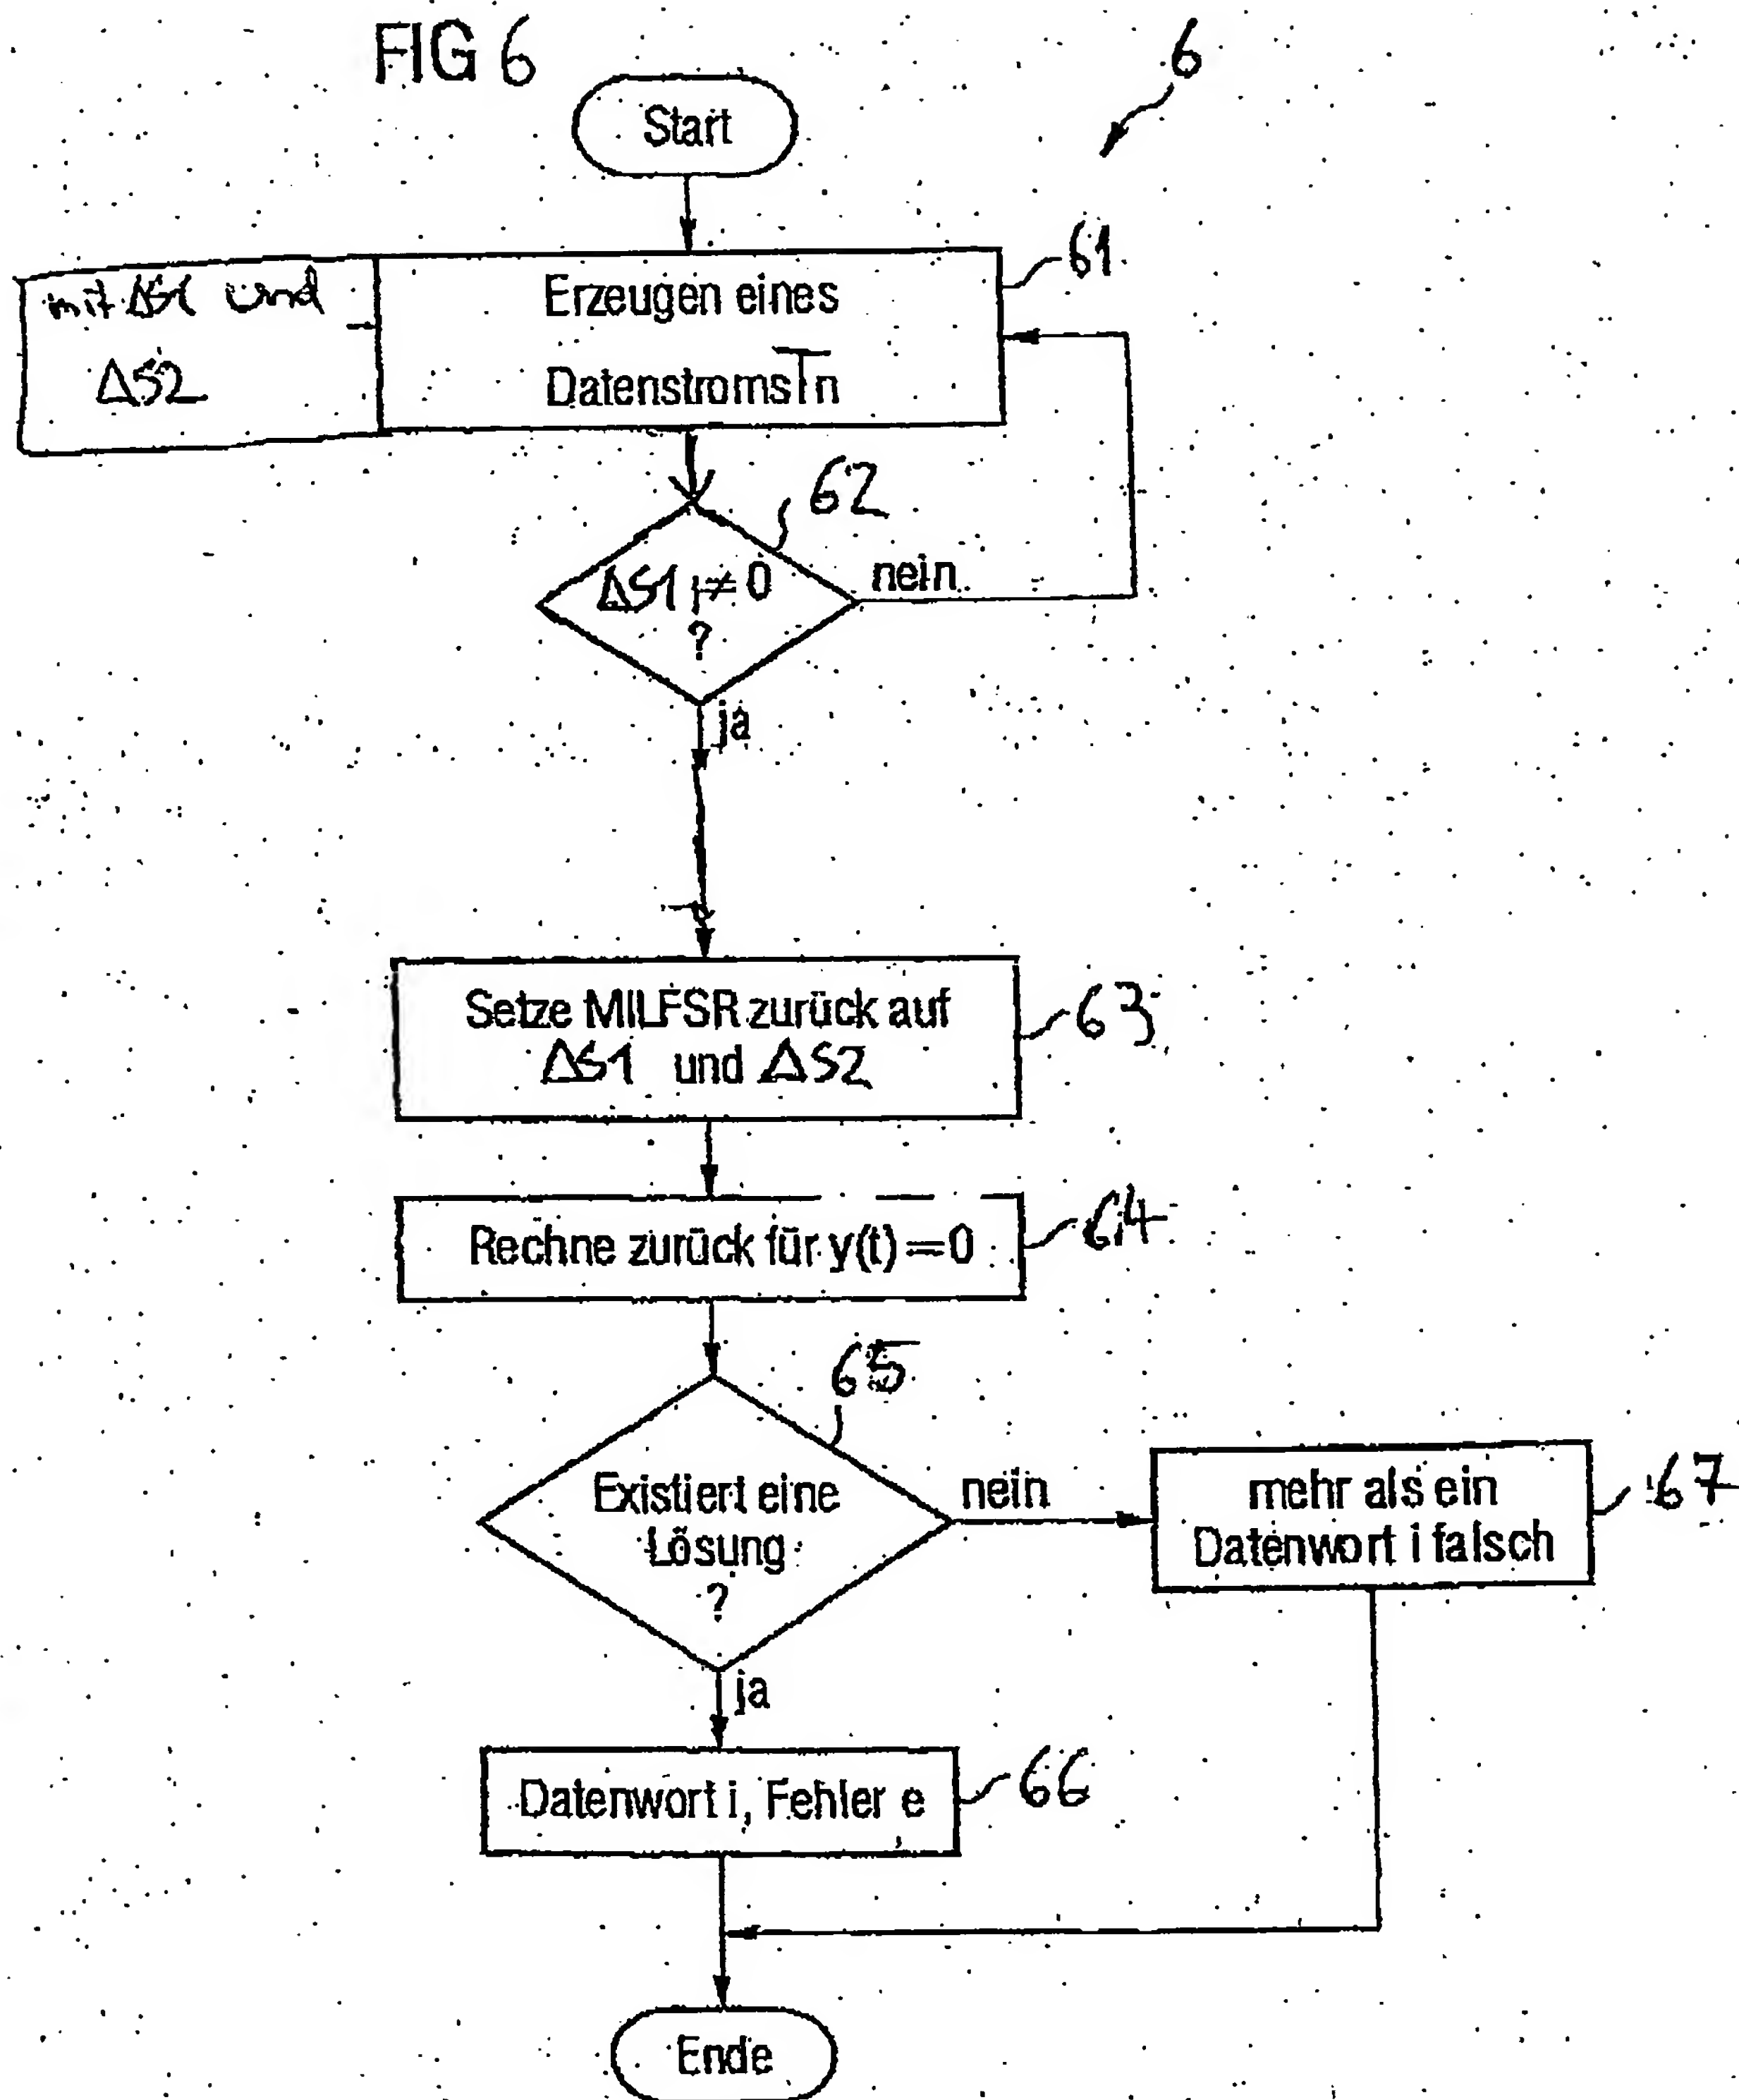 FIG 6
6
Start
61
mit ΔS1 und
ΔS2
Erzeugen eines
Datenstroms Tn
62
ΔS1 ≠ 0
?
nein
ja
Setze MILFSR zurück auf
ΔS1 und ΔS2
63
Rechne zurück für y(t) = 0
64
65
Existiert eine
Lösung
?
nein
mehr als ein
Datenwort i falsch
67
ja
Datenwort i, Fehler e
66
Ende